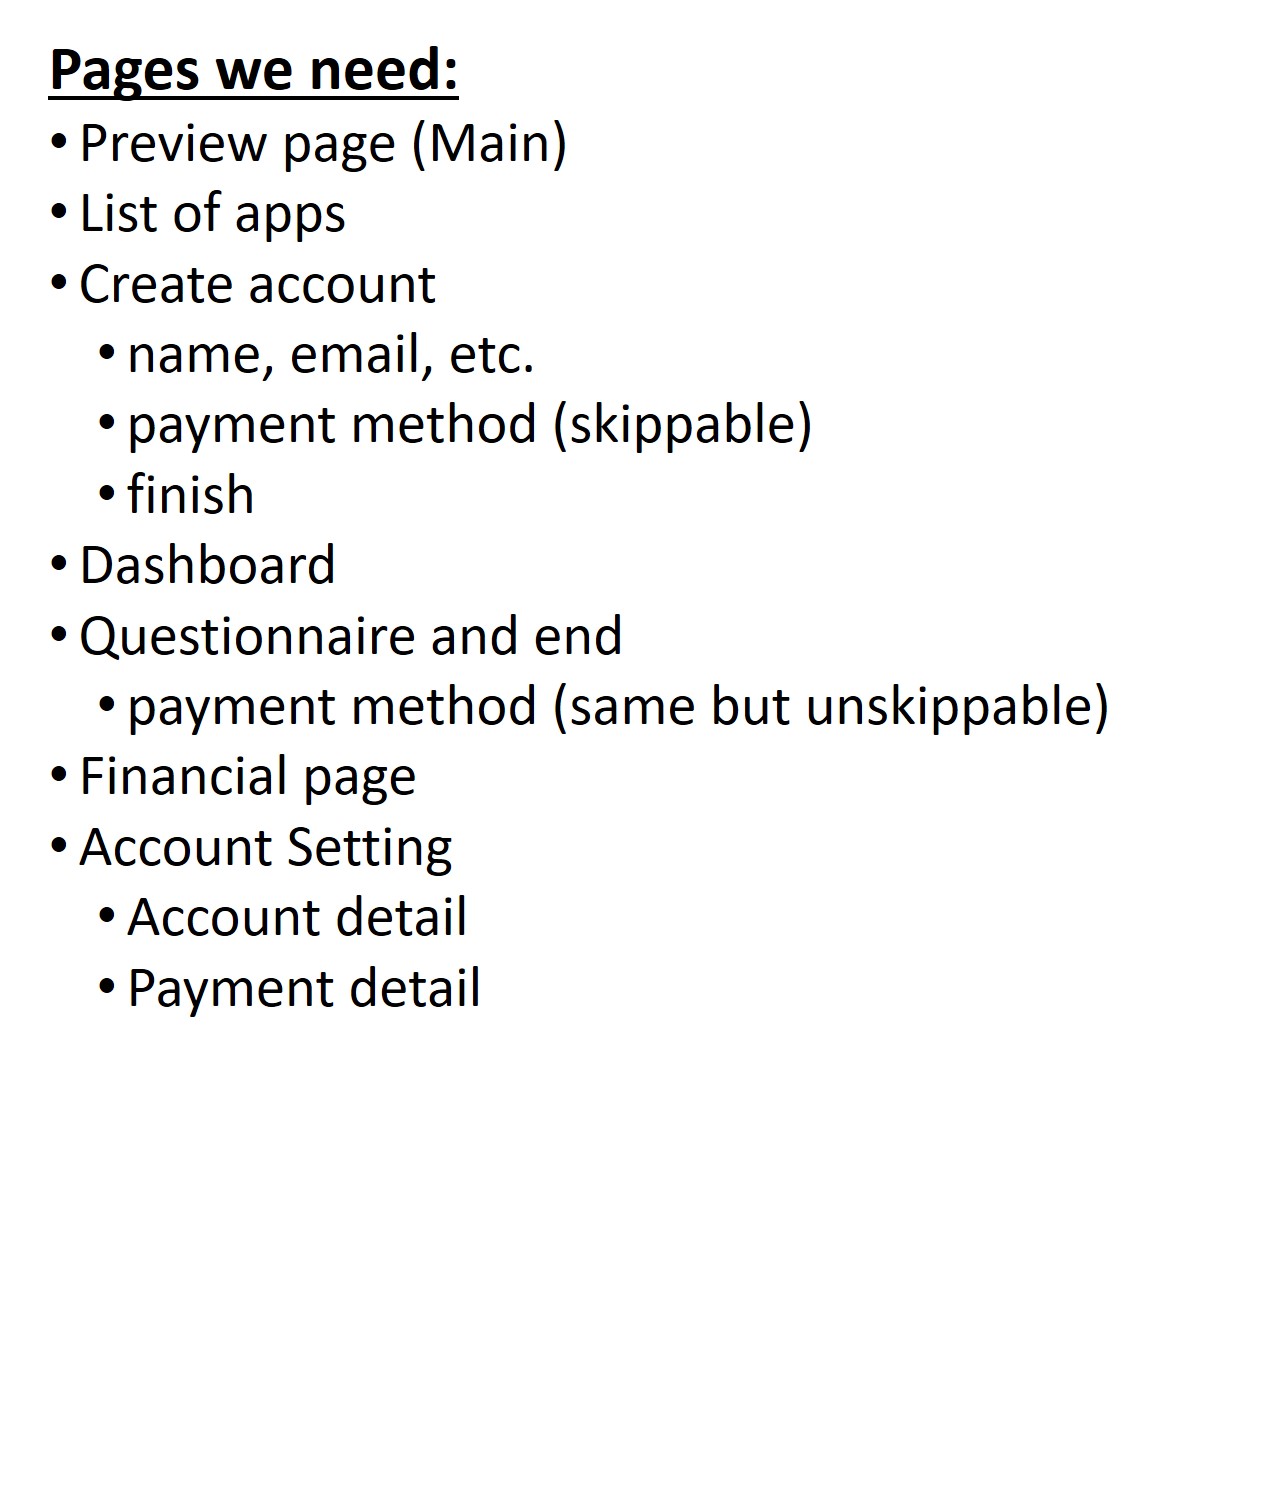 Pages we need:
• Preview page (Main)
• List of apps
• Create account
• name, email, etc.
• payment method (skippable)
• finish
• Dashboard
• Questionnaire and end
• payment method (same but unskippable)
• Financial page
• Account Setting
• Account detail
• Payment detail